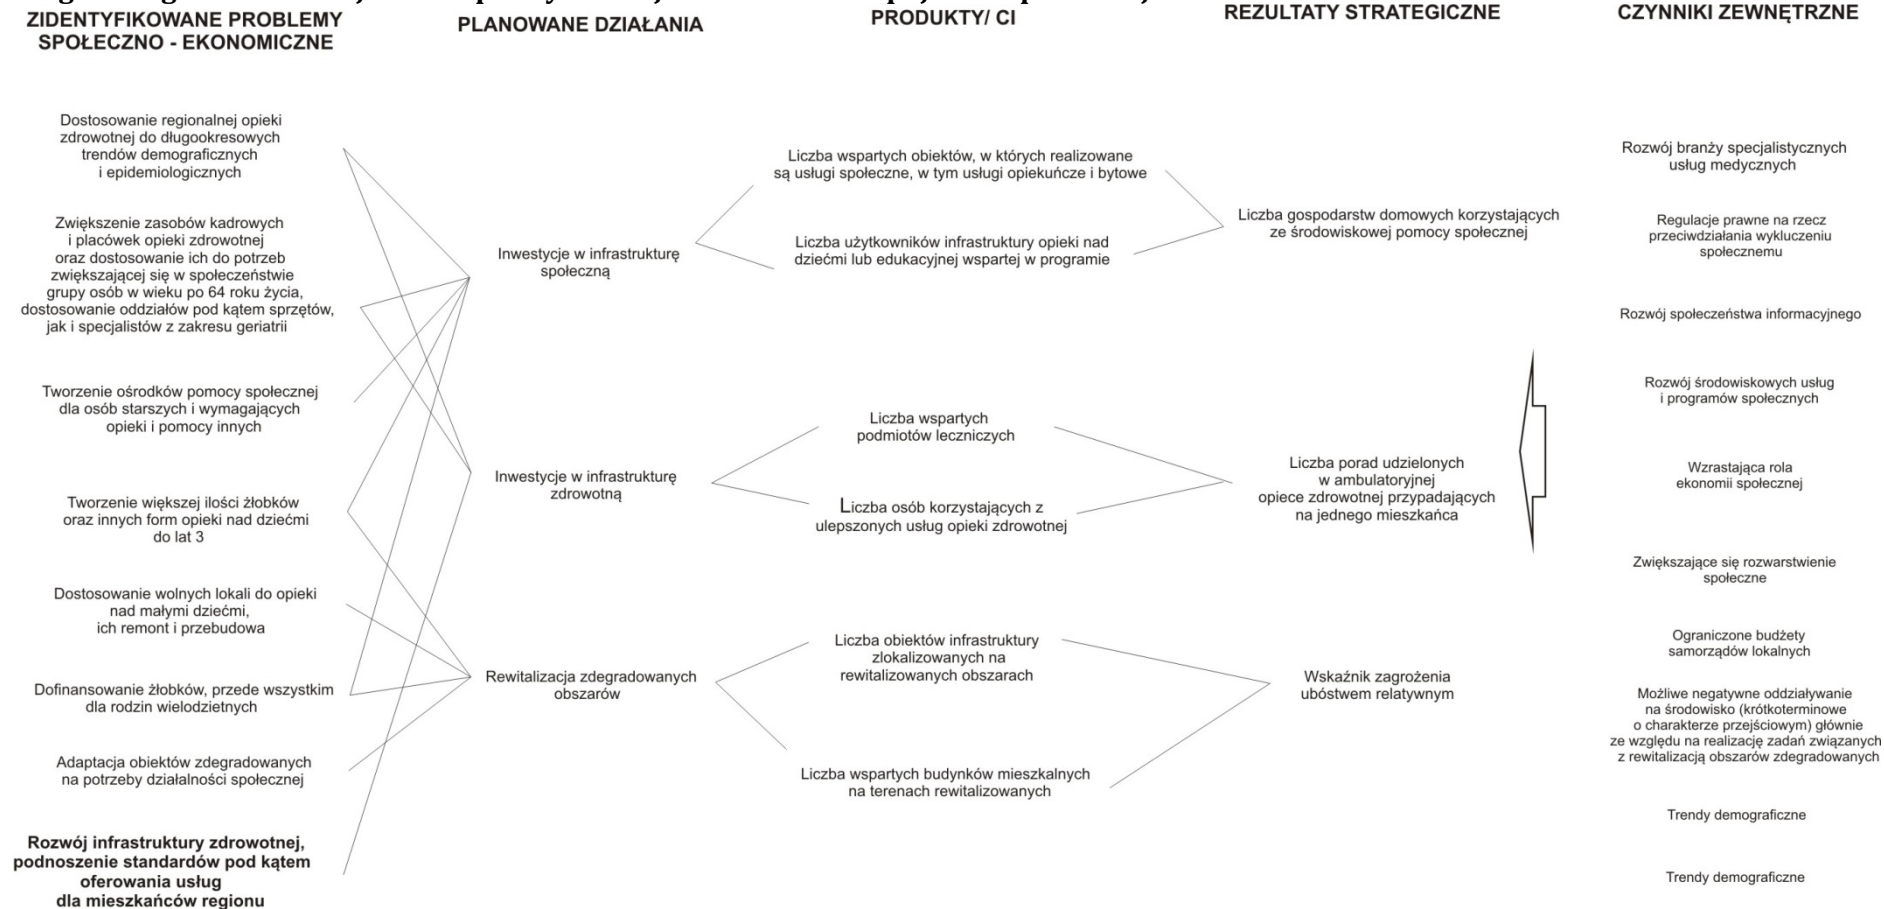 ZIDENTYFIKOWANE PROBLEMY
SPOŁECZNO - EKONOMICZNE
Dostosowanie regionalnej opieki
zdrowotnej do długookresowych
trendów demograficznych
i epidemiologicznych
Zwiększenie zasobów kadrowych
i placówek opieki zdrowotnej
oraz dostosowanie ich do potrzeb
zwiększającej się w społeczeństwie
grupy osób w wieku po 64 roku życia,
dostosowanie oddziałów pod kątem sprzętów,
jak i specjalistów z zakresu geriatrii
Tworzenie ośrodków pomocy społecznej
dla osób starszych i wymagających
opieki i pomocy innych
Tworzenie większej ilości żłobków
oraz innych form opieki nad dziećmi
do lat 3
Dostosowanie wolnych lokali do opieki
nad małymi dziećmi,
ich remont i przebudowa
Dofinansowanie żłobków, przede wszystkim
dla rodzin wielodzietnych
Adaptacja obiektów zdegradowanych
na potrzeby działalności społecznej
Rozwój infrastruktury zdrowotnej,
podnoszenie standardów pod kątem
oferowania usług
dla mieszkańców regionu
PLANOWANE DZIAŁANIA
Inwestycje w infrastrukturę
społeczną
Inwestycje w infrastrukturę
zdrowotną
Rewitalizacja zdegradowanych
obszarów
PRODUKTY/ CI
Liczba wspartych obiektów, w których realizowane
są usługi społeczne, w tym usługi opiekuńcze i bytowe
Liczba użytkowników infrastruktury opieki nad
dziećmi lub edukacyjnej wspartej w programie
Liczba wspartych
podmiotów leczniczych
Liczba osób korzystających z
ulepszonych usług opieki zdrowotnej
Liczba obiektów infrastruktury
zlokalizowanych na
rewitalizowanych obszarach
Liczba wspartych budynków mieszkalnych
na terenach rewitalizowanych
REZULTATY STRATEGICZNE
Liczba gospodarstw domowych korzystających
ze środowiskowej pomocy społecznej
Liczba porad udzielonych
w ambulatoryjnej
opiece zdrowotnej przypadających
na jednego mieszkańca
Wskaźnik zagrożenia
ubóstwem relatywnym
CZYNNIKI ZEWNĘTRZNE
Rozwój branży specjalistycznych
usług medycznych
Regulacje prawne na rzecz
przeciwdziałania wykluczeniu
społecznemu
Rozwój społeczeństwa informacyjnego
Rozwój środowiskowych usług
i programów społecznych
Wzrastająca rola
ekonomii społecznej
Zwiększające się rozwarstwienie
społeczne
Ograniczone budżety
samorządów lokalnych
Możliwe negatywne oddziaływanie
na środowisko (krótkoterminowe
o charakterze przejściowym) głównie
ze względu na realizację zadań związanych
z rewitalizacją obszarów zdegradowanych
Trendy demograficzne
Trendy demograficzne